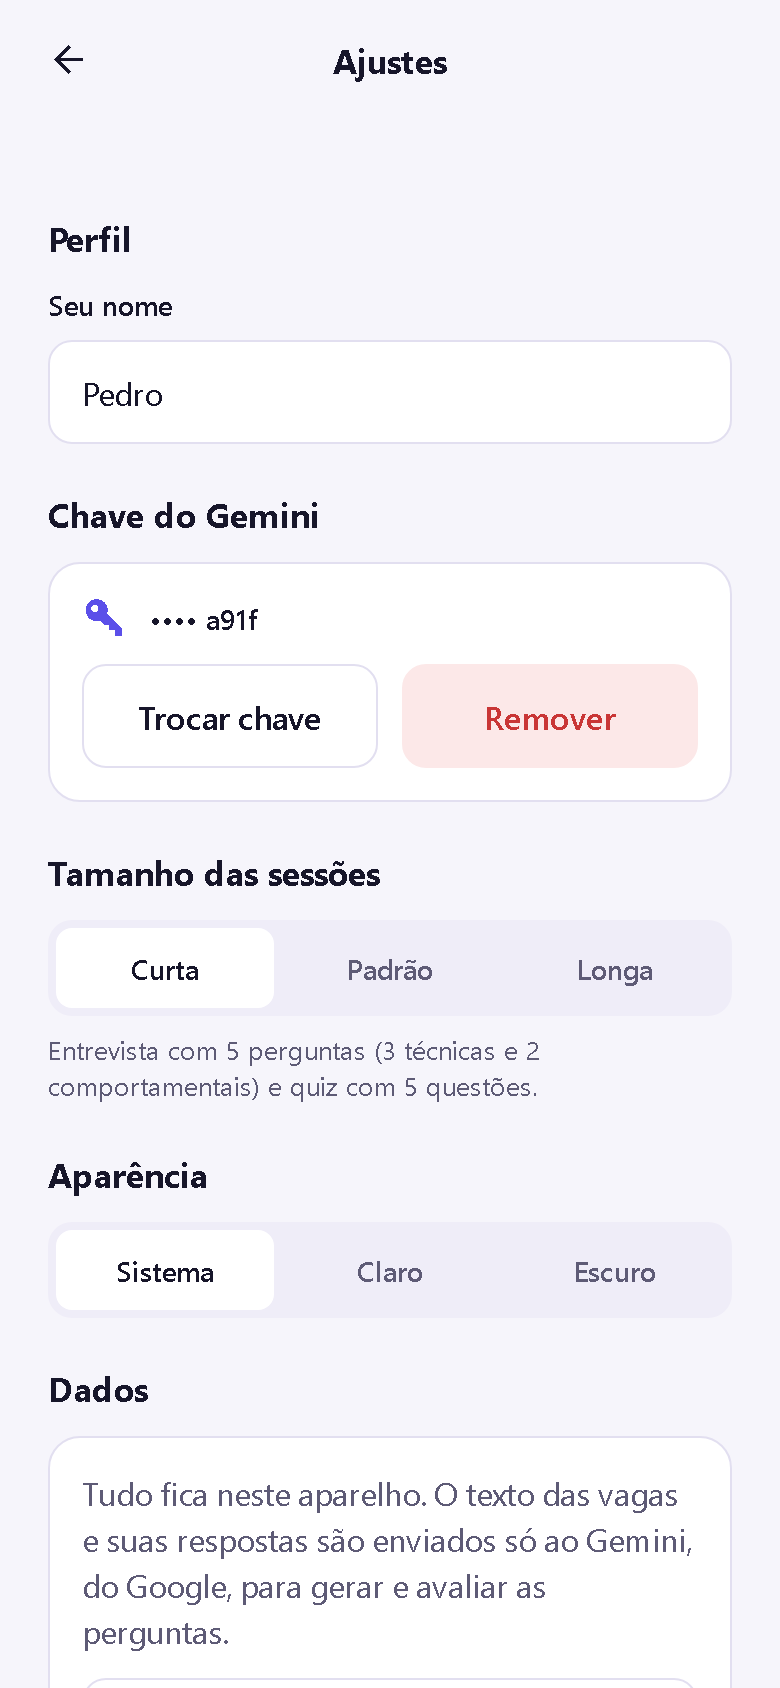 Ajustes
Perfil
Seu nome
Pedro
Chave do Gemini
•••• a91f
Trocar chave
Remover
Tamanho das sessões
Curta
Padrão
Longa
Entrevista com 5 perguntas (3 técnicas e 2
comportamentais) e quiz com 5 questões.
Aparência
Sistema
Claro
Escuro
Dados
Tudo fica neste aparelho. O texto das vagas
e suas respostas são enviados só ao Gemini,
do Google, para gerar e avaliar as
perguntas.